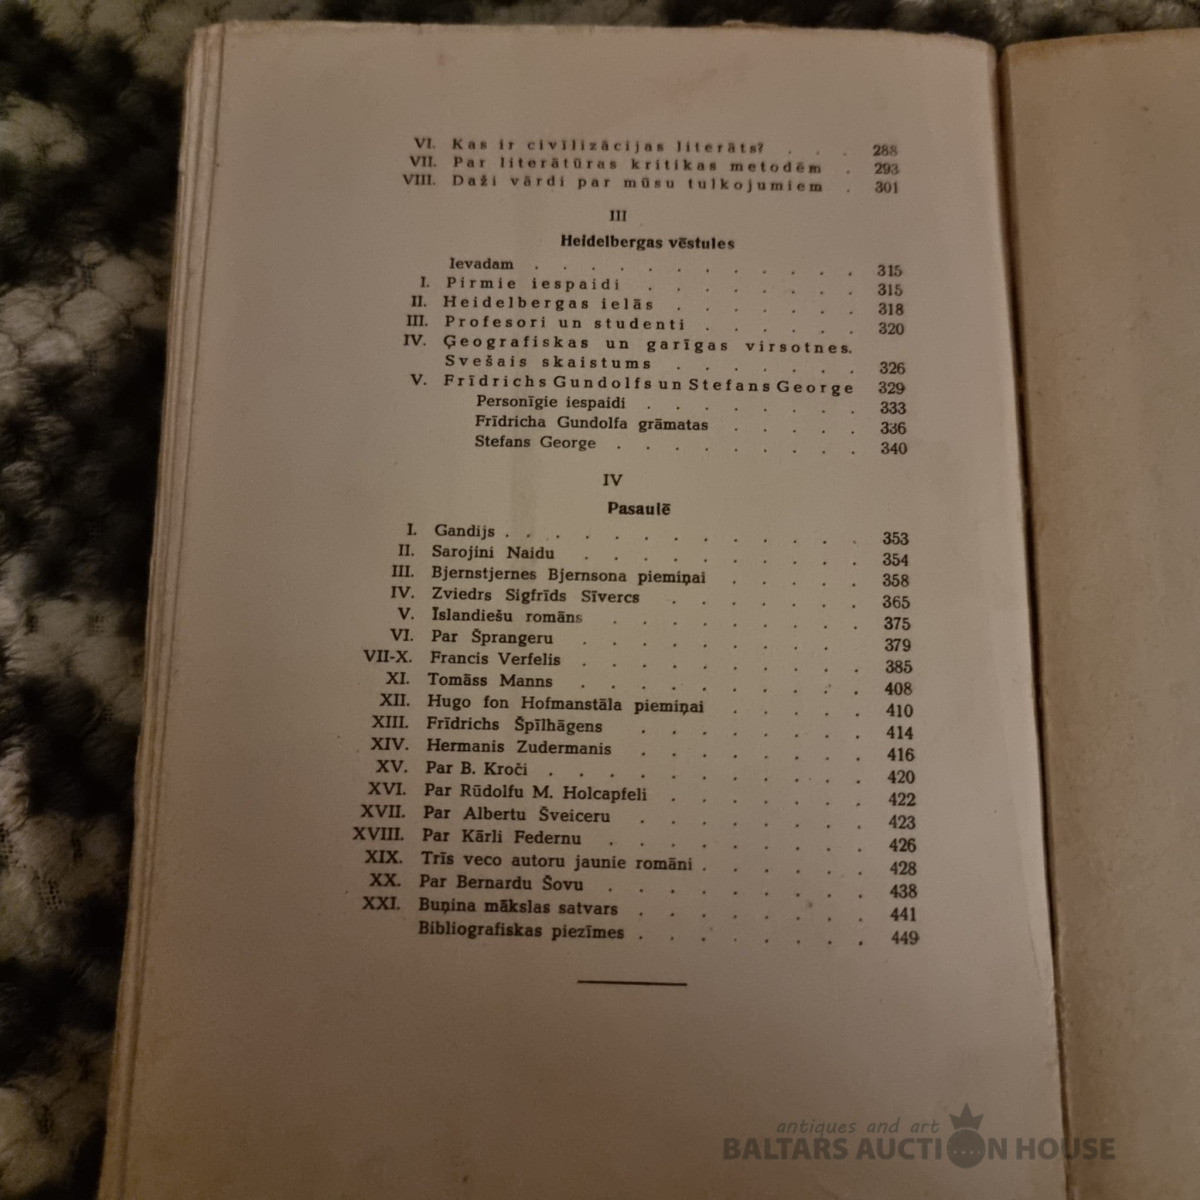 VI. Kas ir civilizācijas literāts? . . . 288
VII. Par literātūras kritikas metodēm . 293
VIII. Daži vārdi par mūsu tulkojumiem . 301
III
Heidelbergas vēstules
Ievadam . . . . . . . . . . . 315
I. Pirmie iespaidi . . . . . . . . 315
II. Heidelbergas ielās . . . . . . . 318
III. Profesori un studenti . . . . . . 320
IV. Ģeografiskas un garīgas virsotnes.
Svešais skaistums . . . . . . . 326
V. Frīdrichs Gundolfs un Stefans George 329
Personīgie iespaidi . . . . . . . . 333
Frīdricha Gundolfa grāmatas . . . . . 336
Stefans George . . . . . . . . . 340
IV
Pasaulē
I. Gandijs . . . . . . . . . . . . . 353
II. Sarojini Naidu . . . . . . . . . . 354
III. Bjernstjernes Bjernsona piemiņai . . . . . 358
IV. Zviedrs Sigfrīds Sīvercs . . . . . . . 365
V. Islandiešu romāns . . . . . . . . . 375
VI. Par Šprangeru . . . . . . . . . 379
VII-X. Francis Verfelis . . . . . . . . . . 385
XI. Tomāss Manns . . . . . . . . . . 408
XII. Hugo fon Hofmanstāla piemiņai . . . . . 410
XIII. Frīdrichs Špīlhāgens . . . . . . . . 414
XIV. Hermanis Zudermanis . . . . . . . . 416
XV. Par B. Kroči . . . . . . . . . . . 420
XVI. Par Rūdolfu M. Holcapfeli . . . . . . . 422
XVII. Par Albertu Šveiceru . . . . . . . . 423
XVIII. Par Kārli Federnu . . . . . . . . . 426
XIX. Trīs veco autoru jaunie romāni . . . . . . 428
XX. Par Bernardu Šovu . . . . . . . . . 438
XXI. Buņina mākslas satvars . . . . . . . . 441
Bibliografiskas piezīmes . . . . . . . . 449
antiques and art
BALTARS AUCTION HOUSE